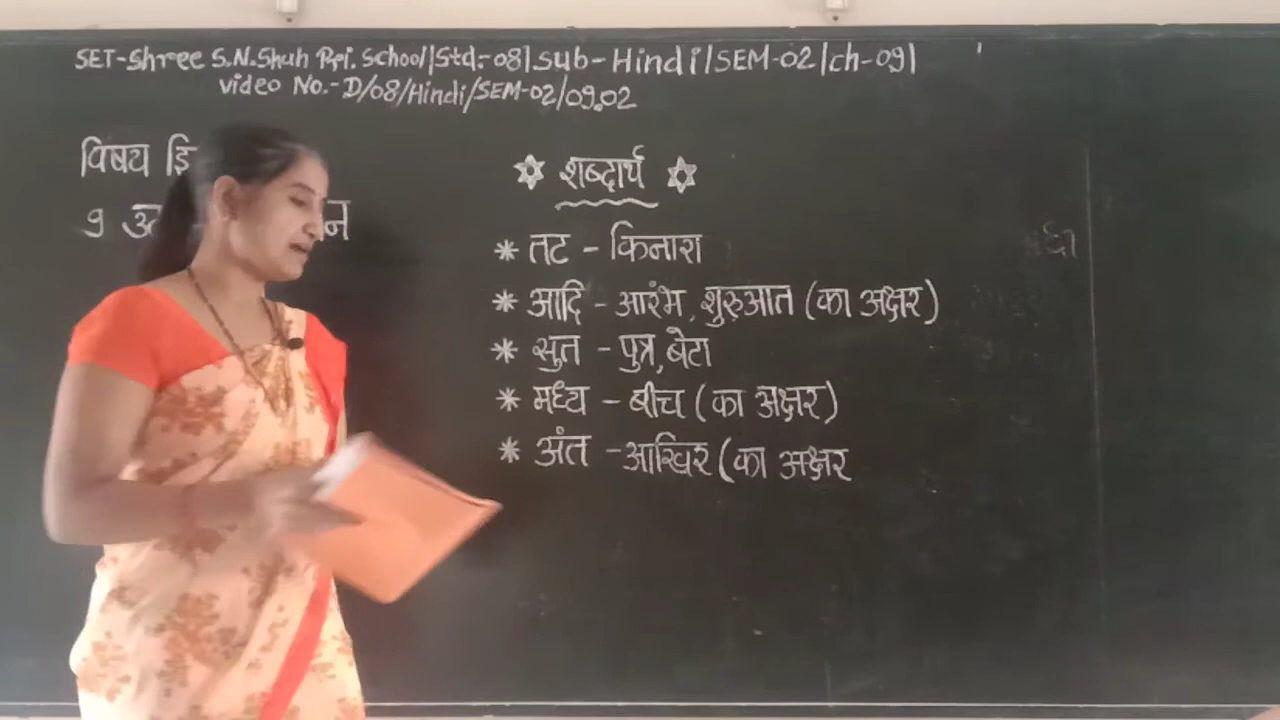 SET-Shree S.N.Shah Pri. School|Std-08|Sub-Hindi|SEM-02|ch-09|
video No.-D/08/Hindi/SEM-02/09.02
विषय
शब्दार्थ
* तट - किनारा
* आदि - आरंभ, शुरुआत (का अक्षर)
* सुत - पुत्र, बेटा
* मध्य - बीच (का अक्षर)
* अंत - आखिर (का अक्षर